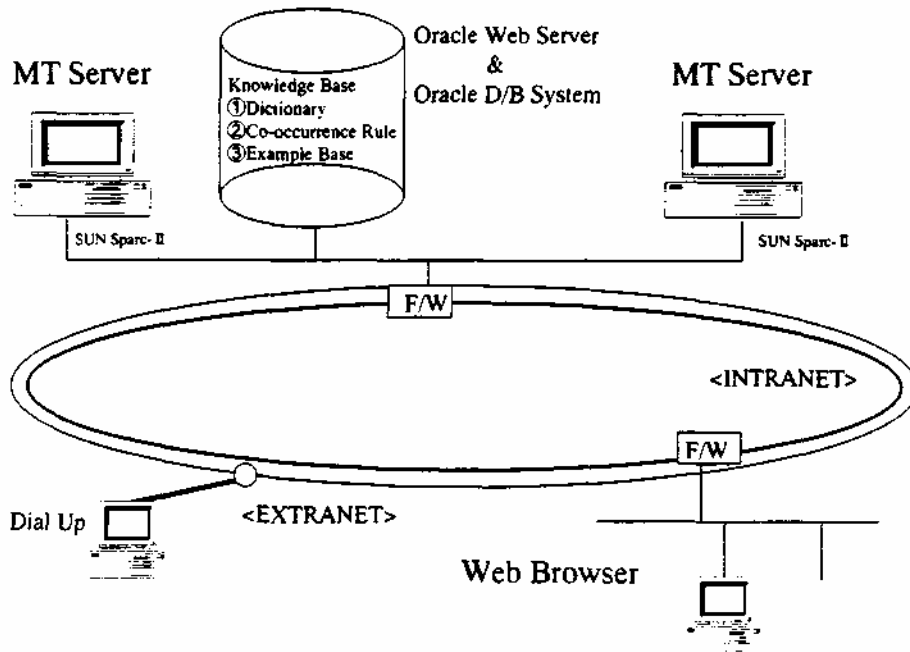 Oracle Web Server
&
Oracle D/B System
MT Server
MT Server
Knowledge Base
①Dictionary
②Co-occurrence Rule
③Example Base
SUN Sparc-Ⅱ
SUN Sparc-Ⅱ
F/W
<INTRANET>
F/W
<EXTRANET>
Dial Up
Web Browser